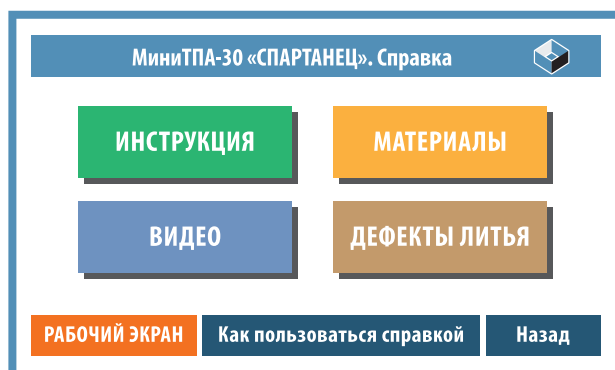 МиниТПА-30 «СПАРТАНЕЦ». Справка
ИНСТРУКЦИЯ
МАТЕРИАЛЫ
ВИДЕО
ДЕФЕКТЫ ЛИТЬЯ
РАБОЧИЙ ЭКРАН
Как пользоваться справкой
Назад